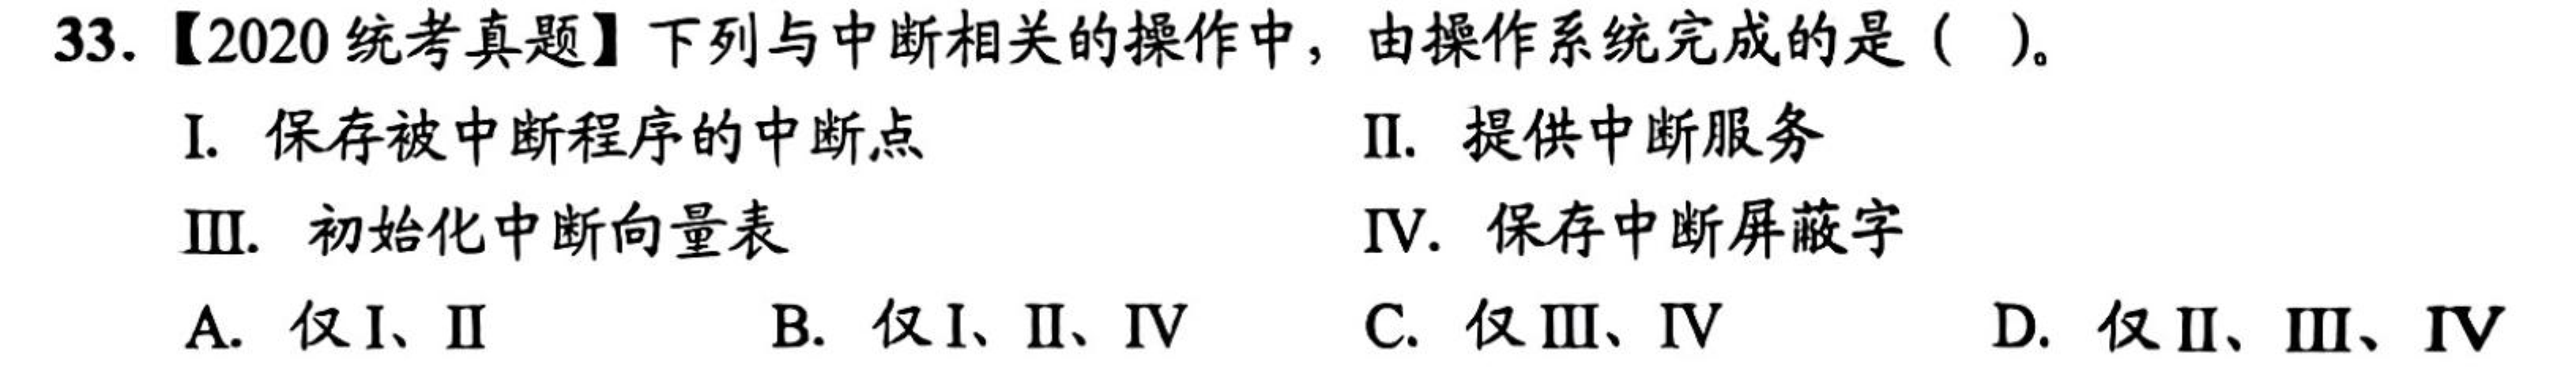 33.【2020 统考真题】下列与中断相关的操作中，由操作系统完成的是（ ）。
I. 保存被中断程序的中断点 II. 提供中断服务
III. 初始化中断向量表 IV. 保存中断屏蔽字
A. 仅 I、II B. 仅 I、II、IV C. 仅 III、IV D. 仅 II、III、IV